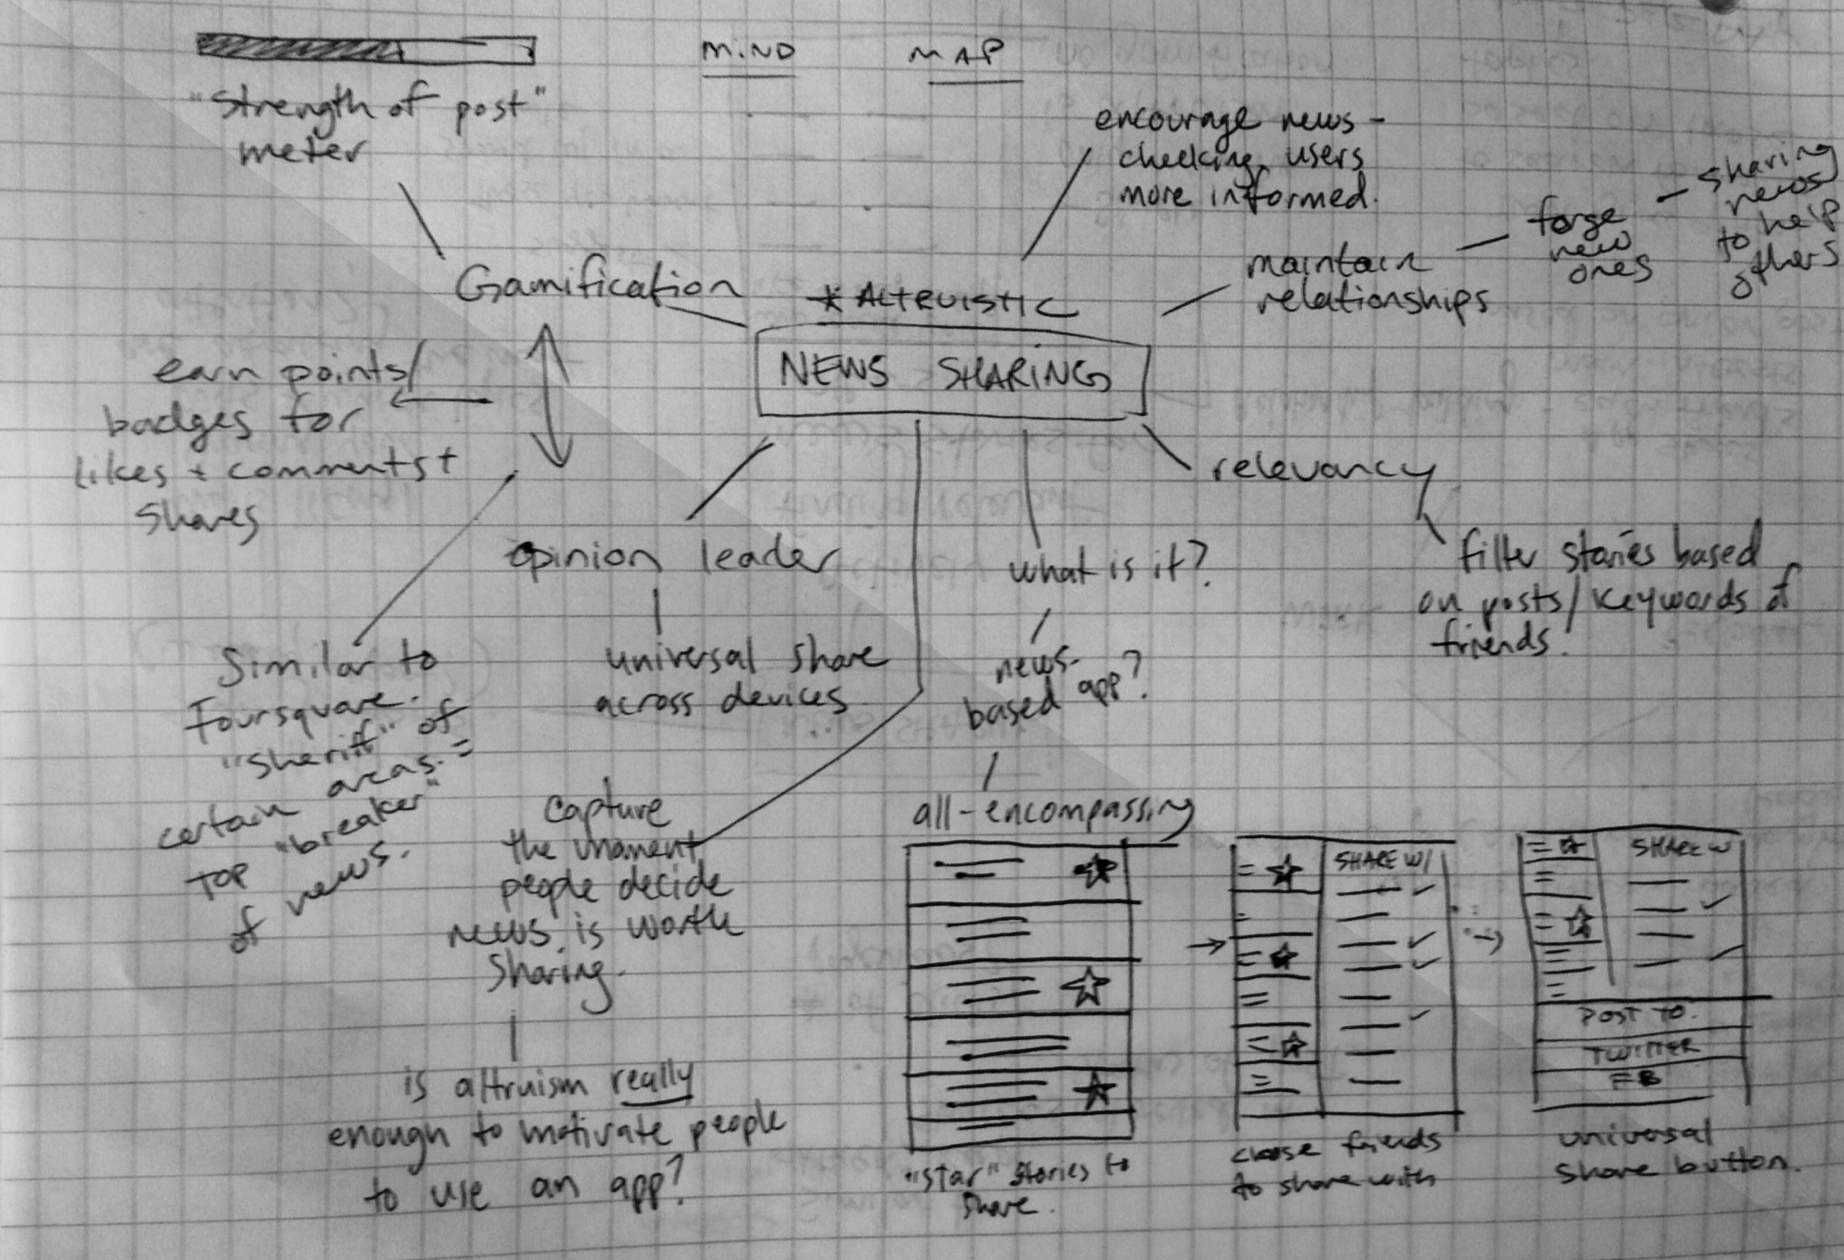 MIND MAP
"Strength of post"
meter
encourage news-
checking, users
more informed.
sharing
news
to help
others
forge
new
ones
maintain
relationships
Gamification
* ALTRUISTIC
NEWS SHARING
earn points/
badges for
likes + comments +
shares
relevancy
filter stories based
on posts/keywords of
friends.
opinion leader
what is it?
universal share
across devices
news-
based app?
Similar to
Foursquare.
"sheriff" of
certain areas. =
TOP "breaker"
of news.
Capture
the moment
people decide
news is worth
sharing.
all-encompassing
SHARE W/
SHARE W
POST TO.
TWITTER
FB
is altruism really
enough to motivate people
to use an app?
"star" stories to
share.
choose friends
to share with
universal
share button.